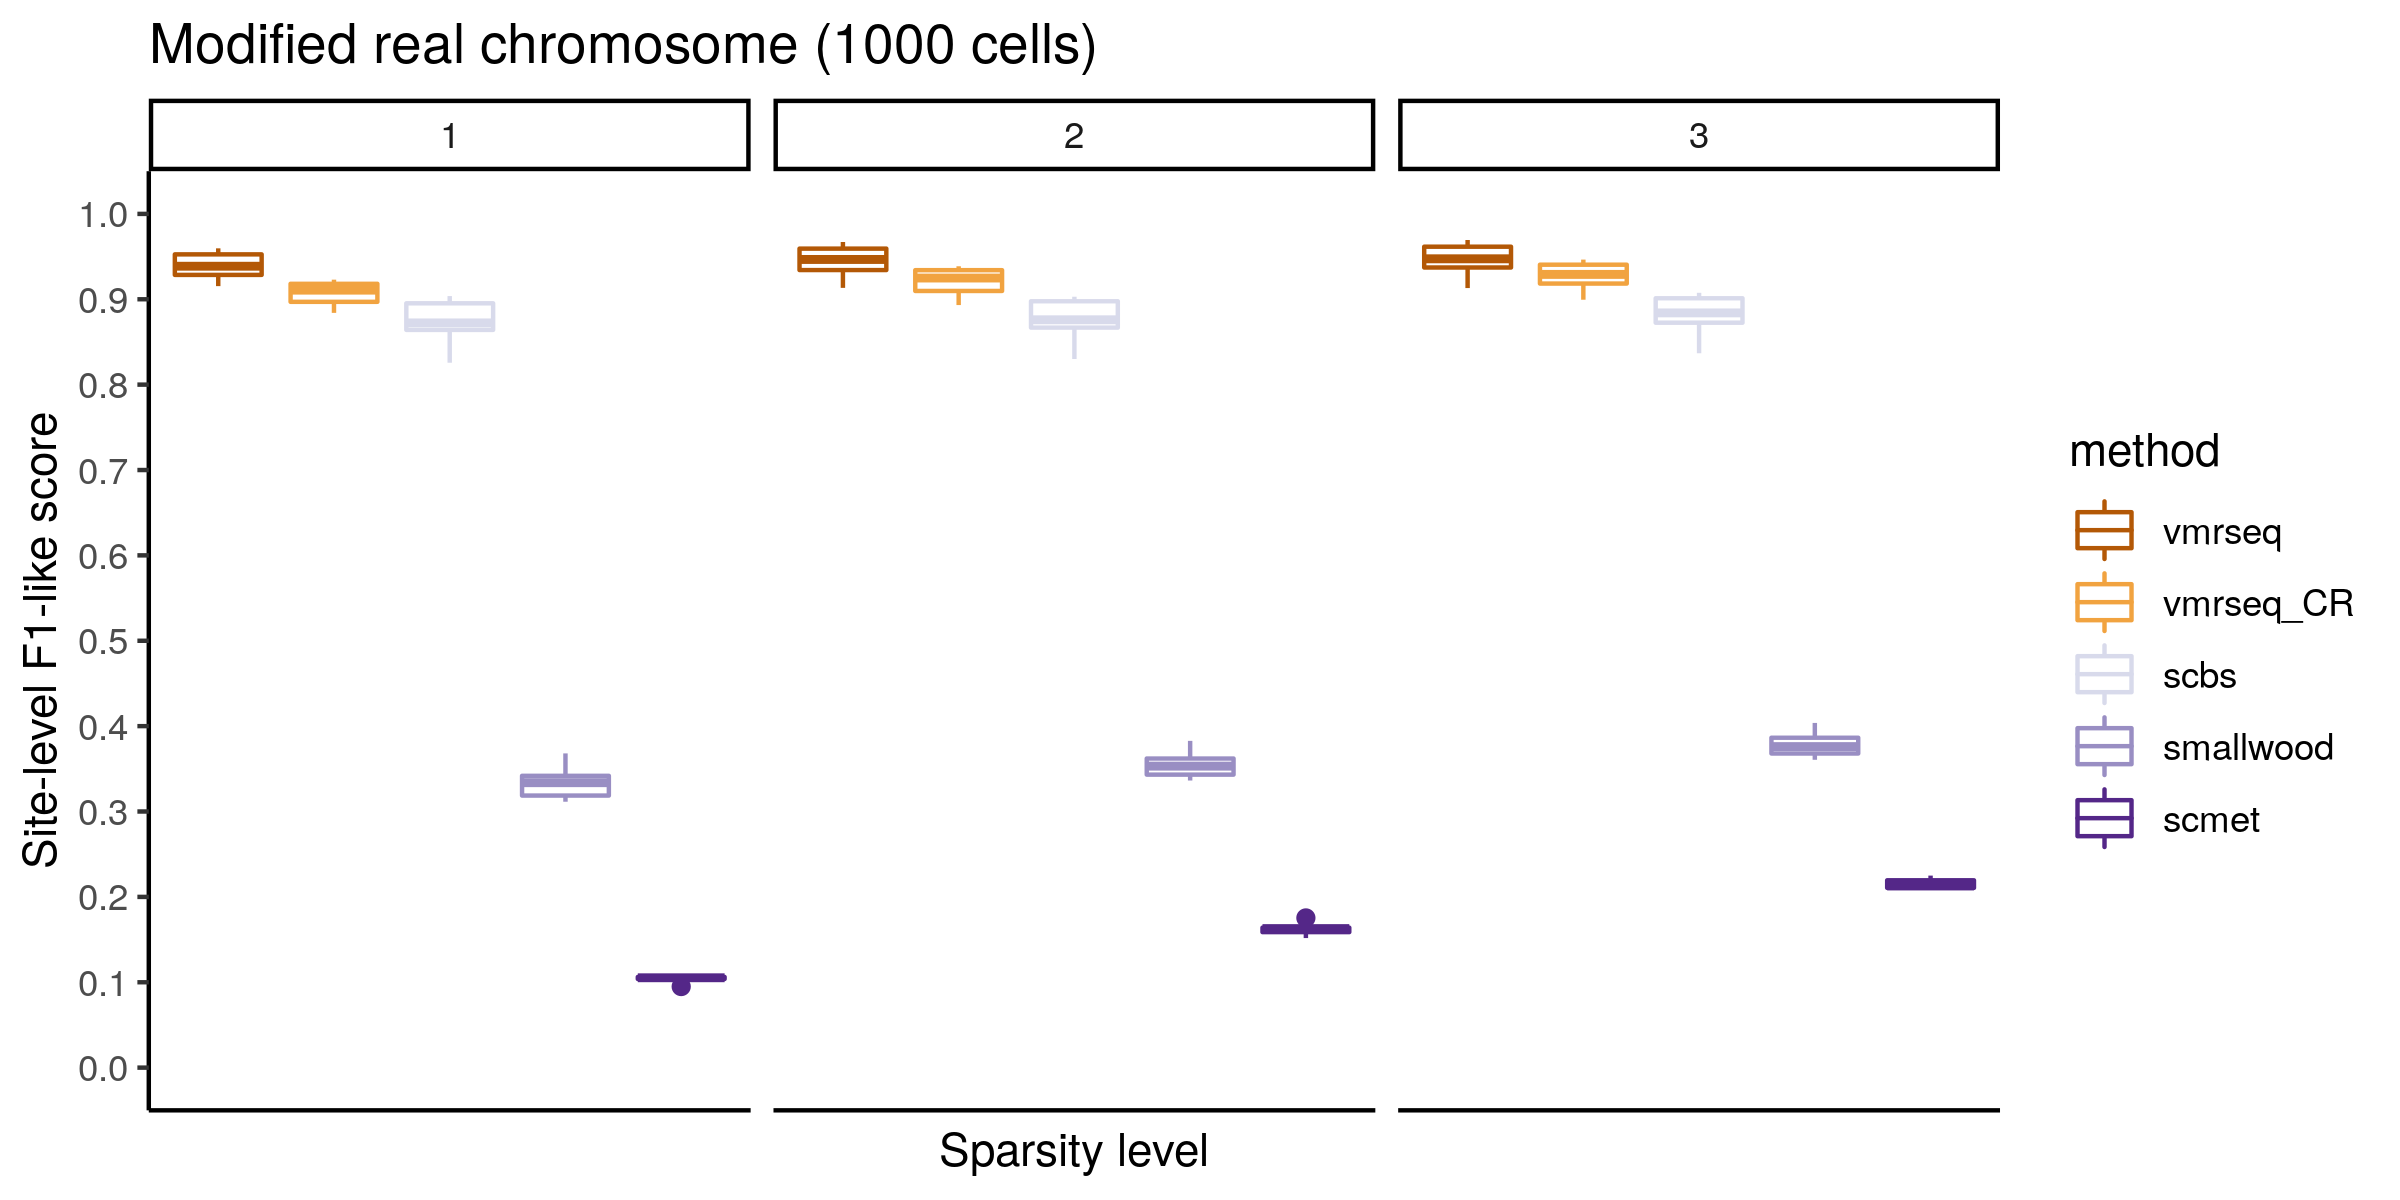 Modified real chromosome (1000 cells)
1
2
3
1.0
0.9
0.8
0.7
0.6
0.5
0.4
0.3
0.2
0.1
0.0
Site-level F1-like score
Sparsity level
method
vmrseq
vmrseq_CR
scbs
smallwood
scmet